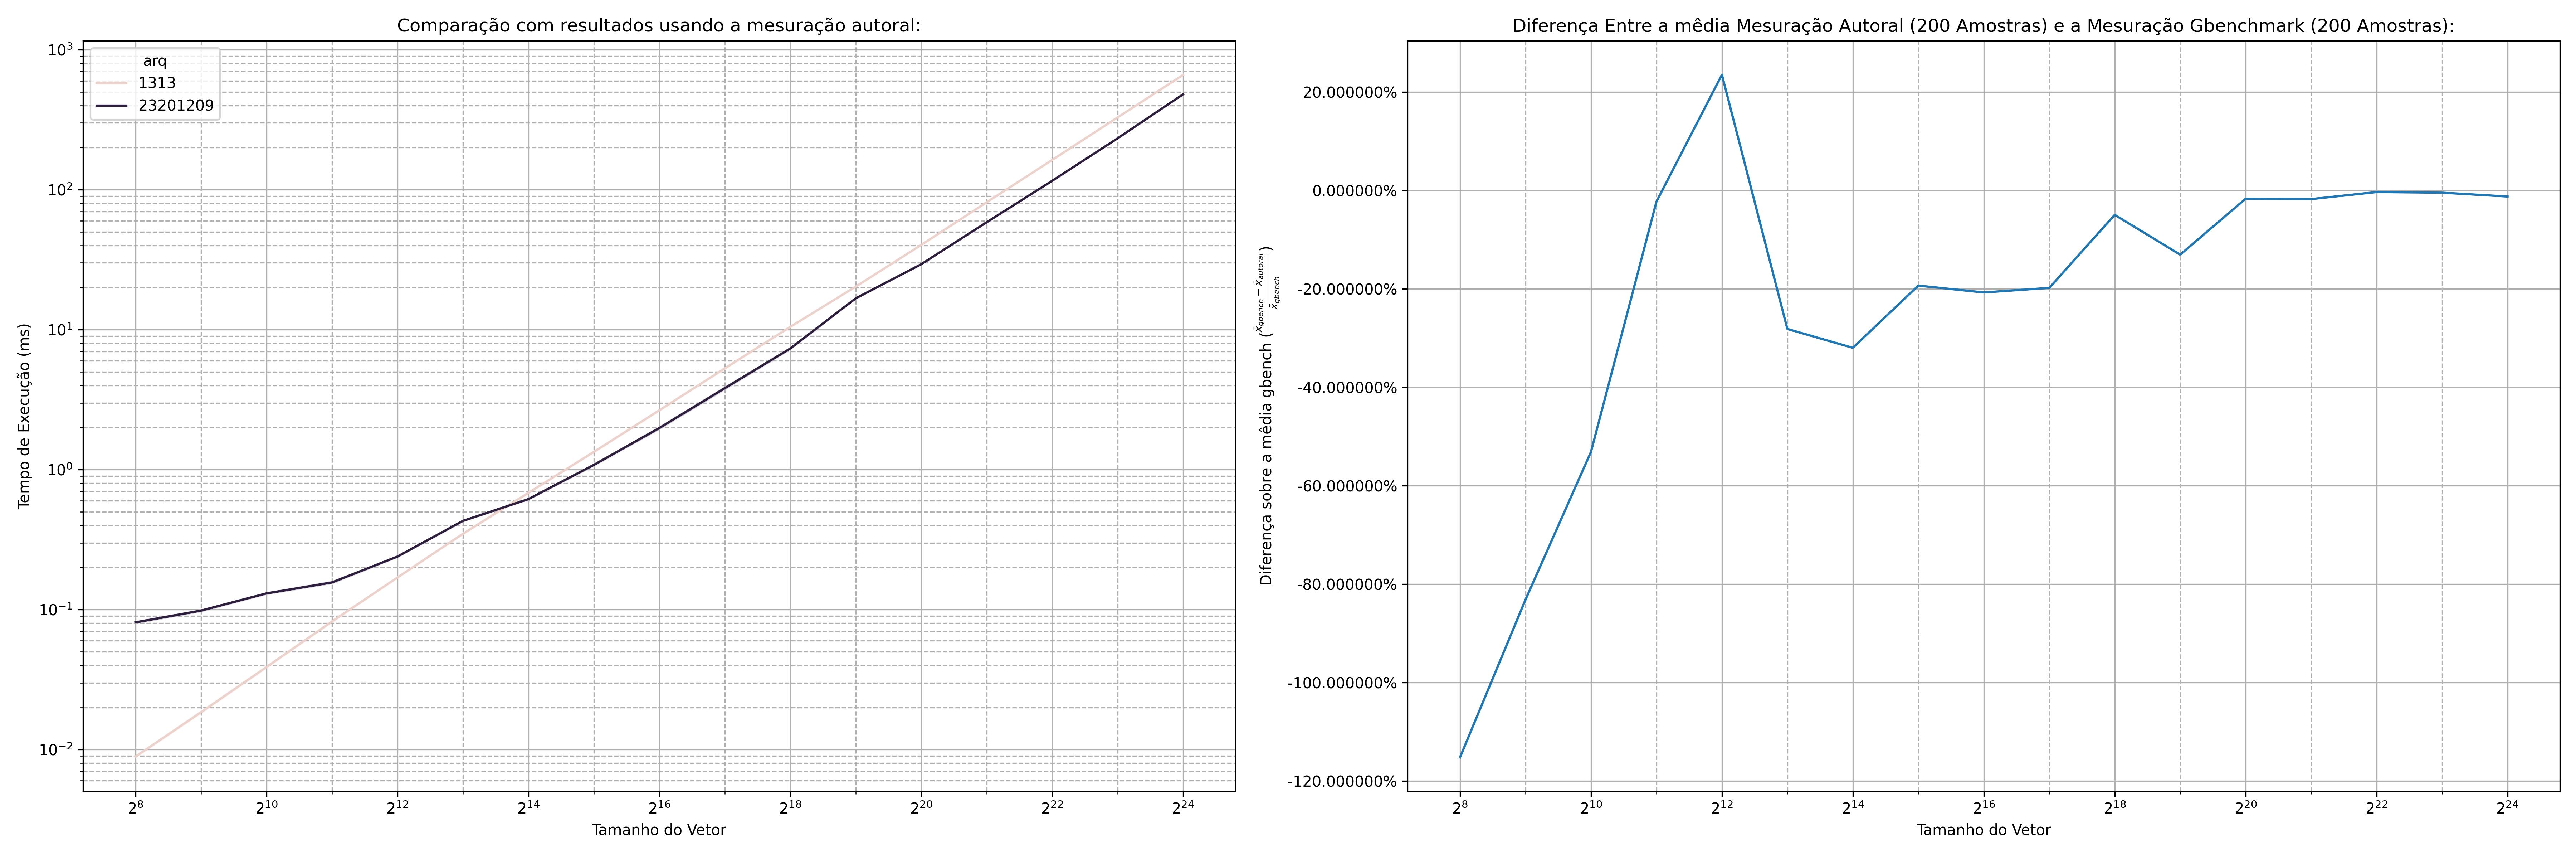 Comparação com resultados usando a mesuração autoral:
arq
1313
23201209
10³
10²
10¹
10⁰
10⁻¹
10⁻²
Tempo de Execução (ms)
2⁸ 2¹⁰ 2¹² 2¹⁴ 2¹⁶ 2¹⁸ 2²⁰ 2²² 2²⁴
Tamanho do Vetor
Diferença Entre a mêdia Mesuração Autoral (200 Amostras) e a Mesuração Gbenchmark (200 Amostras):
20.000000%
0.000000%
-20.000000%
-40.000000%
-60.000000%
-80.000000%
-100.000000%
-120.000000%
Diferença sobre a mêdia gbench (x̄gbench − x̄autoral / x̄gbench)
2⁸ 2¹⁰ 2¹² 2¹⁴ 2¹⁶ 2¹⁸ 2²⁰ 2²² 2²⁴
Tamanho do Vetor